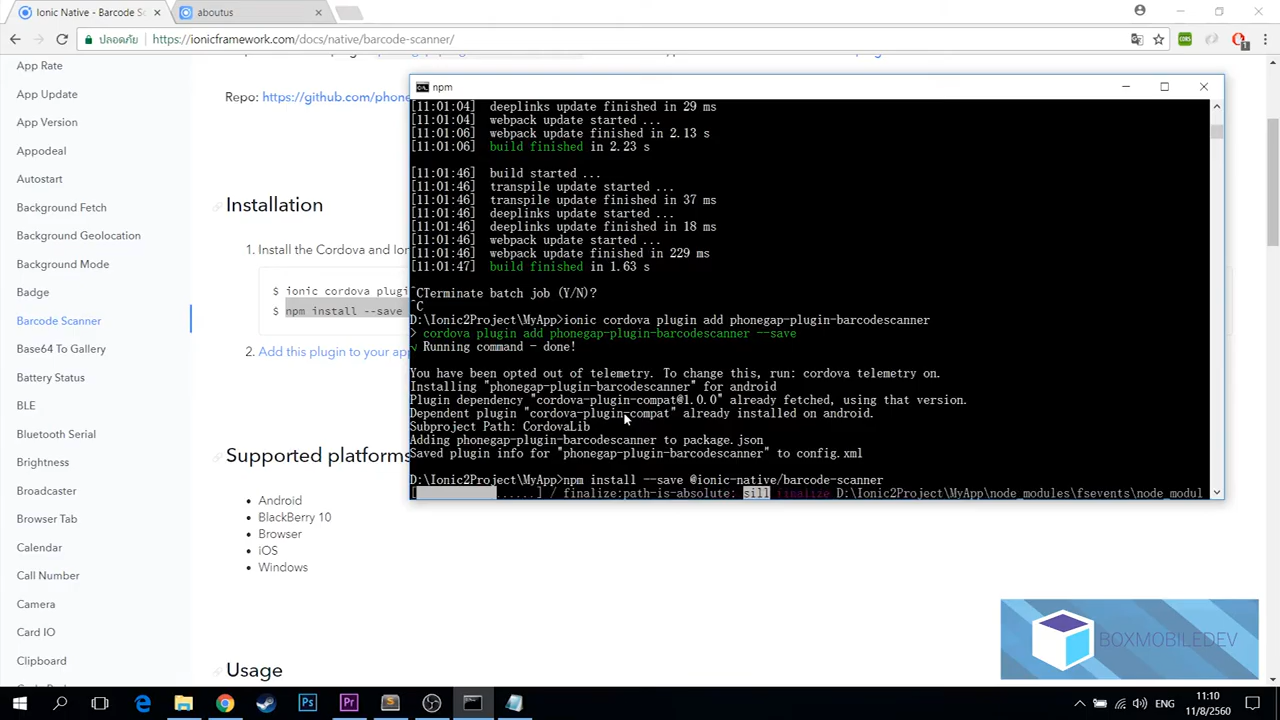 Ionic Native - Barcode Sc
aboutus
ปลอดภัย
https://ionicframework.com/docs/native/barcode-scanner/
App Rate
App Update
App Version
Appodeal
Autostart
Background Fetch
Background Geolocation
Background Mode
Badge
Barcode Scanner
Base64 To Gallery
Battery Status
BLE
Bluetooth Serial
Brightness
Broadcaster
Browser Tab
Calendar
Call Number
Camera
Card IO
Clipboard
Repo: https://github.com/phone
Installation
1. Install the Cordova and Ion
$ ionic cordova plugi
$ npm install --save
2. Add this plugin to your app
Supported platforms
Android
BlackBerry 10
Browser
iOS
Windows
Usage
npm
[11:01:04] deeplinks update finished in 29 ms
[11:01:04] webpack update started ...
[11:01:06] webpack update finished in 2.13 s
[11:01:06] build finished in 2.23 s
[11:01:46] build started ...
[11:01:46] transpile update started ...
[11:01:46] transpile update finished in 37 ms
[11:01:46] deeplinks update started ...
[11:01:46] deeplinks update finished in 18 ms
[11:01:46] webpack update started ...
[11:01:46] webpack update finished in 229 ms
[11:01:47] build finished in 1.63 s
^CTerminate batch job (Y/N)?
^C
D:\Ionic2Project\MyApp>ionic cordova plugin add phonegap-plugin-barcodescanner
> cordova plugin add phonegap-plugin-barcodescanner --save
√ Running command - done!
You have been opted out of telemetry. To change this, run: cordova telemetry on.
Installing "phonegap-plugin-barcodescanner" for android
Plugin dependency "cordova-plugin-compat@1.0.0" already fetched, using that version.
Dependent plugin "cordova-plugin-compat" already installed on android.
Subproject Path: CordovaLib
Adding phonegap-plugin-barcodescanner to package.json
Saved plugin info for "phonegap-plugin-barcodescanner" to config.xml
D:\Ionic2Project\MyApp>npm install --save @ionic-native/barcode-scanner
[ ......] / finalize:path-is-absolute: sill finalize D:\Ionic2Project\MyApp\node_modules\fsevents\node_modul
BOXMOBILEDEV
ENG
11:10
11/8/2560